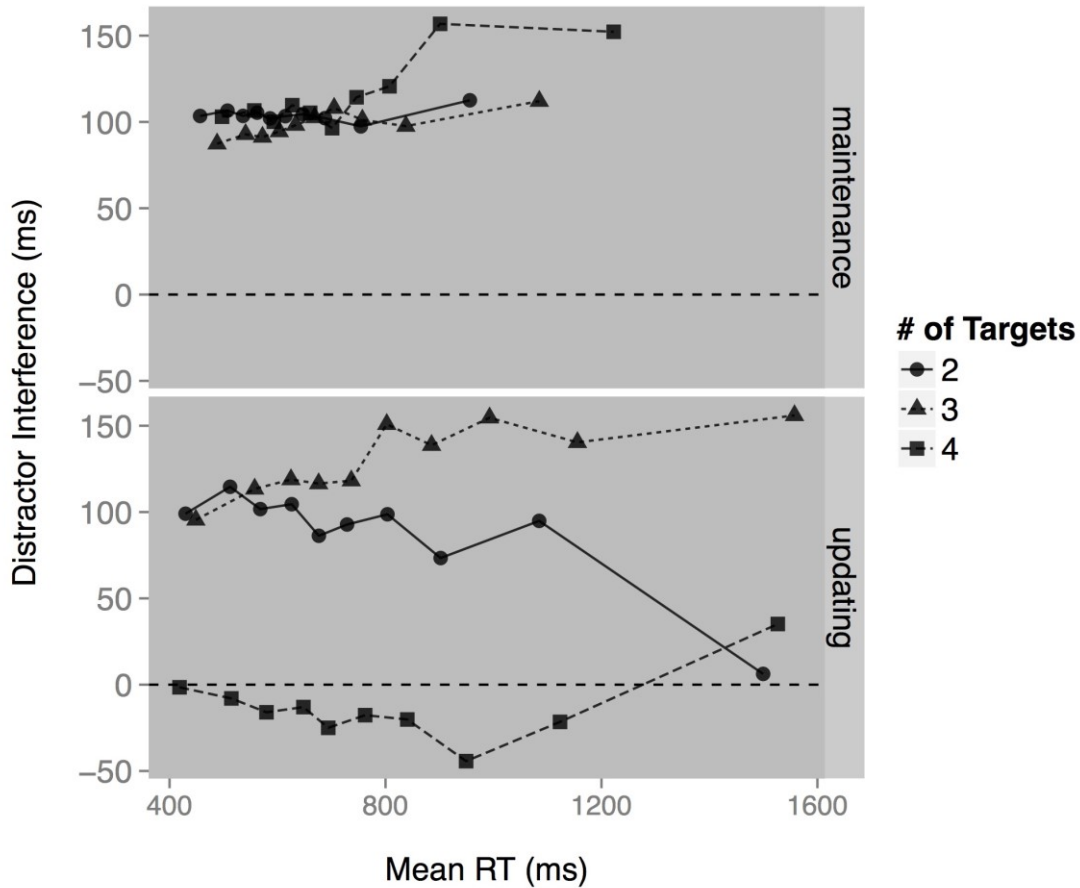 Distractor Interference (ms)
150
100
50
0
−50
maintenance
150
100
50
0
−50
updating
400 800 1200 1600
Mean RT (ms)
# of Targets
2
3
4